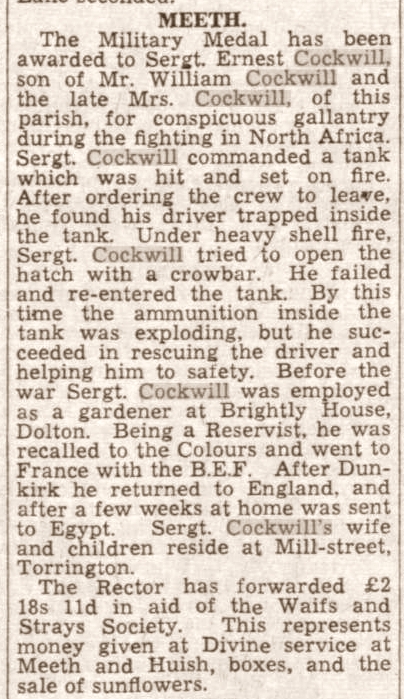 MEETH.
The Military Medal has been
awarded to Sergt. Ernest Cockwill,
son of Mr. William Cockwill and
the late Mrs. Cockwill, of this
parish, for conspicuous gallantry
during the fighting in North Africa.
Sergt. Cockwill commanded a tank
which was hit and set on fire.
After ordering the crew to leave,
he found his driver trapped inside
the tank. Under heavy shell fire,
Sergt. Cockwill tried to open the
hatch with a crowbar. He failed
and re-entered the tank. By this
time the ammunition inside the
tank was exploding, but he suc-
ceeded in rescuing the driver and
helping him to safety. Before the
war Sergt. Cockwill was employed
as a gardener at Brightly House,
Dolton. Being a Reservist, he was
recalled to the Colours and went to
France with the B.E.F. After Dun-
kirk he returned to England, and
after a few weeks at home was sent
to Egypt. Sergt. Cockwill's wife
and children reside at Mill-street,
Torrington.
The Rector has forwarded £2
18s 11d in aid of the Waifs and
Strays Society. This represents
money given at Divine service at
Meeth and Huish, boxes, and the
sale of sunflowers.